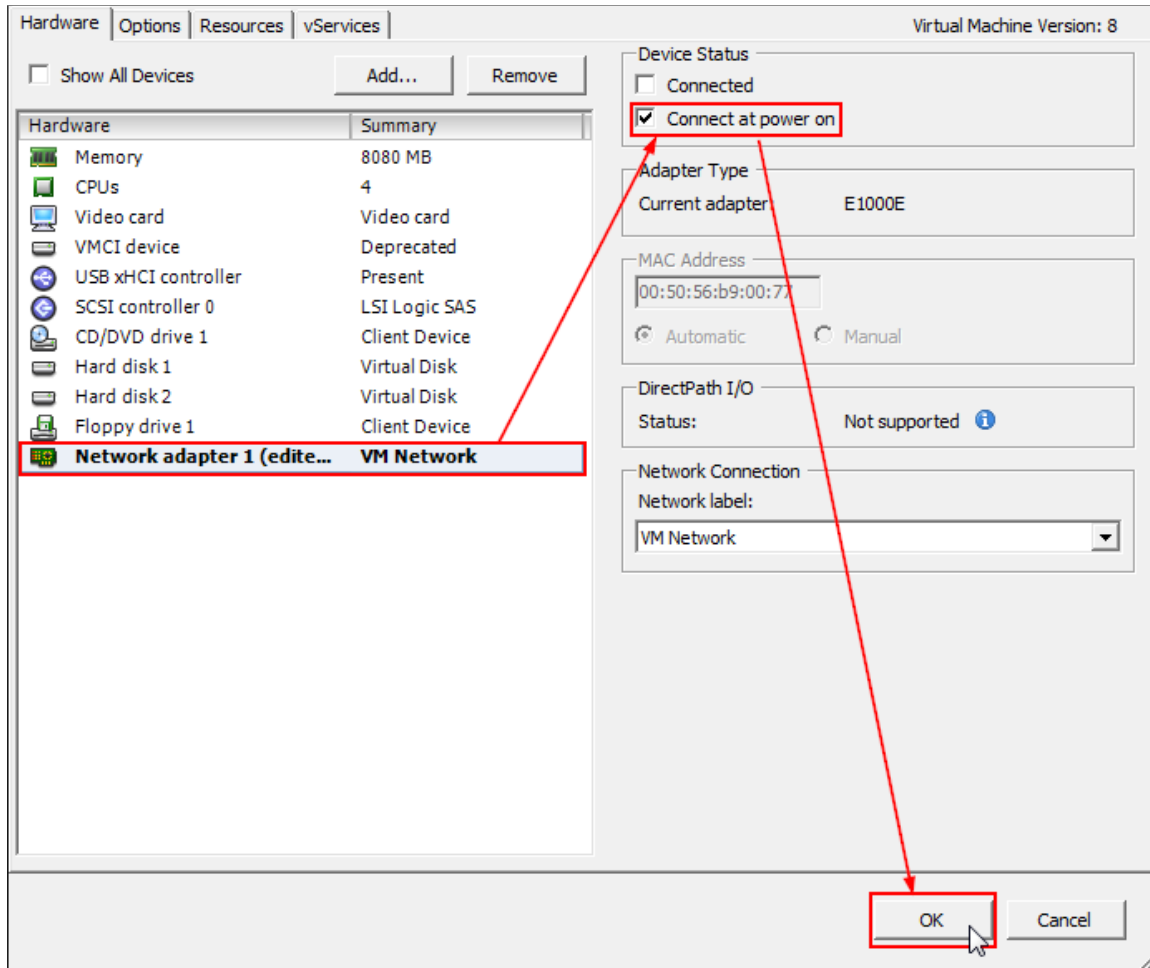 Hardware Options Resources vServices Virtual Machine Version: 8
Show All Devices Add... Remove
Hardware Summary
Memory 8080 MB
CPUs 4
Video card Video card
VMCI device Deprecated
USB xHCI controller Present
SCSI controller 0 LSI Logic SAS
CD/DVD drive 1 Client Device
Hard disk 1 Virtual Disk
Hard disk 2 Virtual Disk
Floppy drive 1 Client Device
Network adapter 1 (edite... VM Network
Device Status
Connected
Connect at power on
Adapter Type
Current adapter: E1000E
MAC Address
00:50:56:b9:00:77
Automatic Manual
DirectPath I/O
Status: Not supported
Network Connection
Network label:
VM Network
OK Cancel